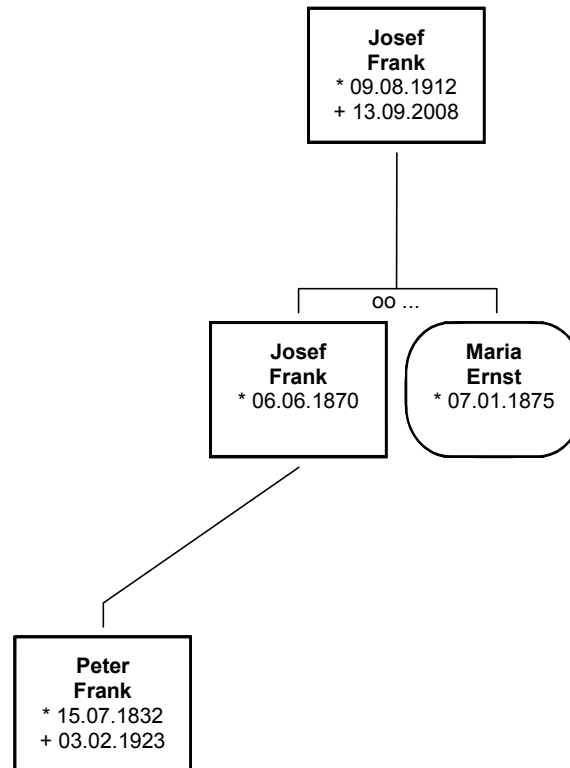 Josef
Frank
* 09.08.1912
+ 13.09.2008
oo ...
Josef
Frank
* 06.06.1870
Maria
Ernst
* 07.01.1875
Peter
Frank
* 15.07.1832
+ 03.02.1923